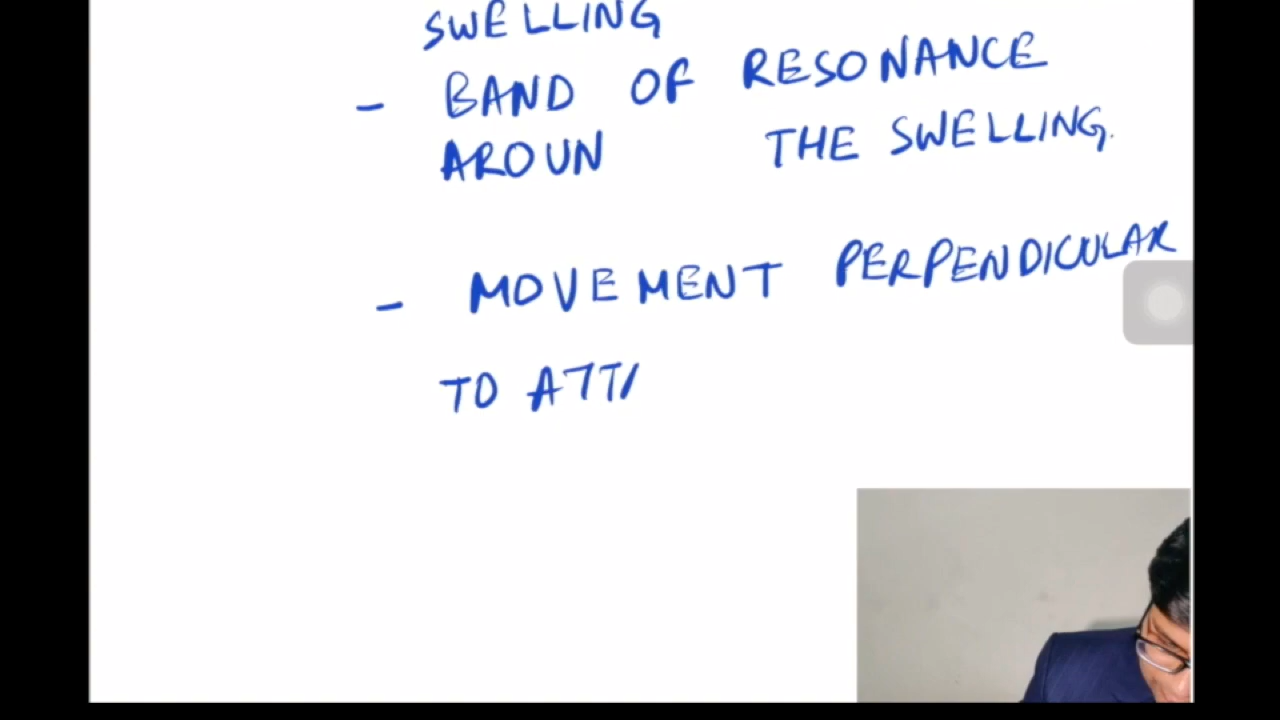 SWELLING
- BAND OF RESONANCE
AROUN THE SWELLING.
- MOVEMENT PERPENDICULAR
TO ATT